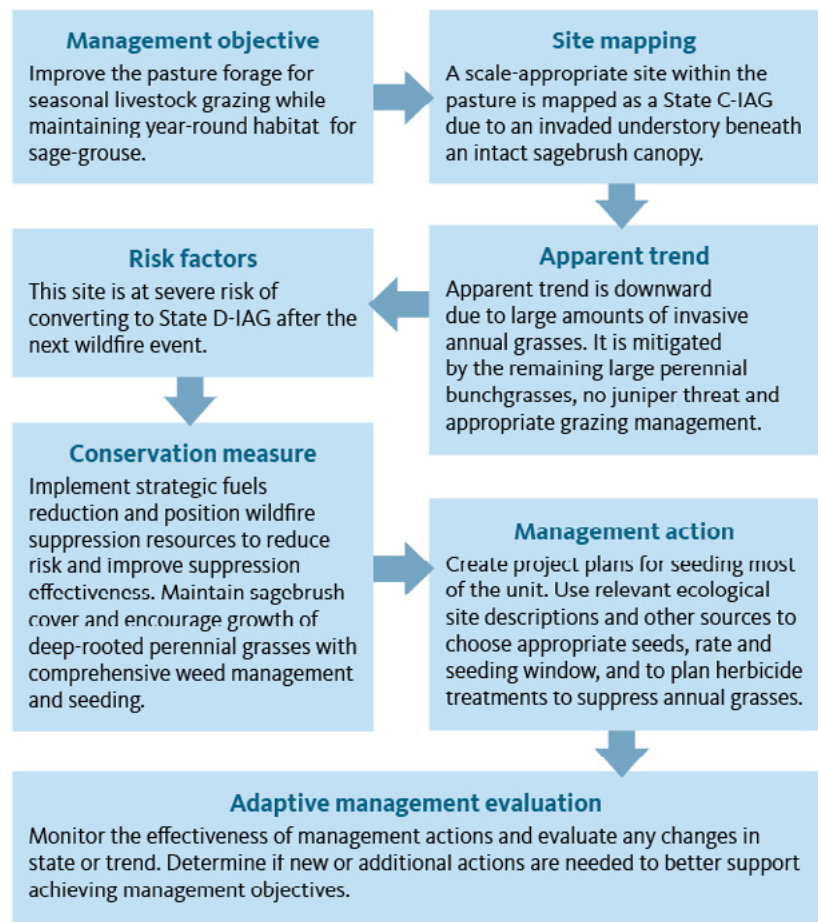 Management objective
Improve the pasture forage for
seasonal livestock grazing while
maintaining year-round habitat for
sage-grouse.
Site mapping
A scale-appropriate site within the
pasture is mapped as a State C-IAG
due to an invaded understory beneath
an intact sagebrush canopy.
Apparent trend
Apparent trend is downward
due to large amounts of invasive
annual grasses. It is mitigated
by the remaining large perennial
bunchgrasses, no juniper threat and
appropriate grazing management.
Risk factors
This site is at severe risk of
converting to State D-IAG after the
next wildfire event.
Conservation measure
Implement strategic fuels
reduction and position wildfire
suppression resources to reduce
risk and improve suppression
effectiveness. Maintain sagebrush
cover and encourage growth of
deep-rooted perennial grasses with
comprehensive weed management
and seeding.
Management action
Create project plans for seeding most
of the unit. Use relevant ecological
site descriptions and other sources to
choose appropriate seeds, rate and
seeding window, and to plan herbicide
treatments to suppress annual grasses.
Adaptive management evaluation
Monitor the effectiveness of management actions and evaluate any changes in
state or trend. Determine if new or additional actions are needed to better support
achieving management objectives.